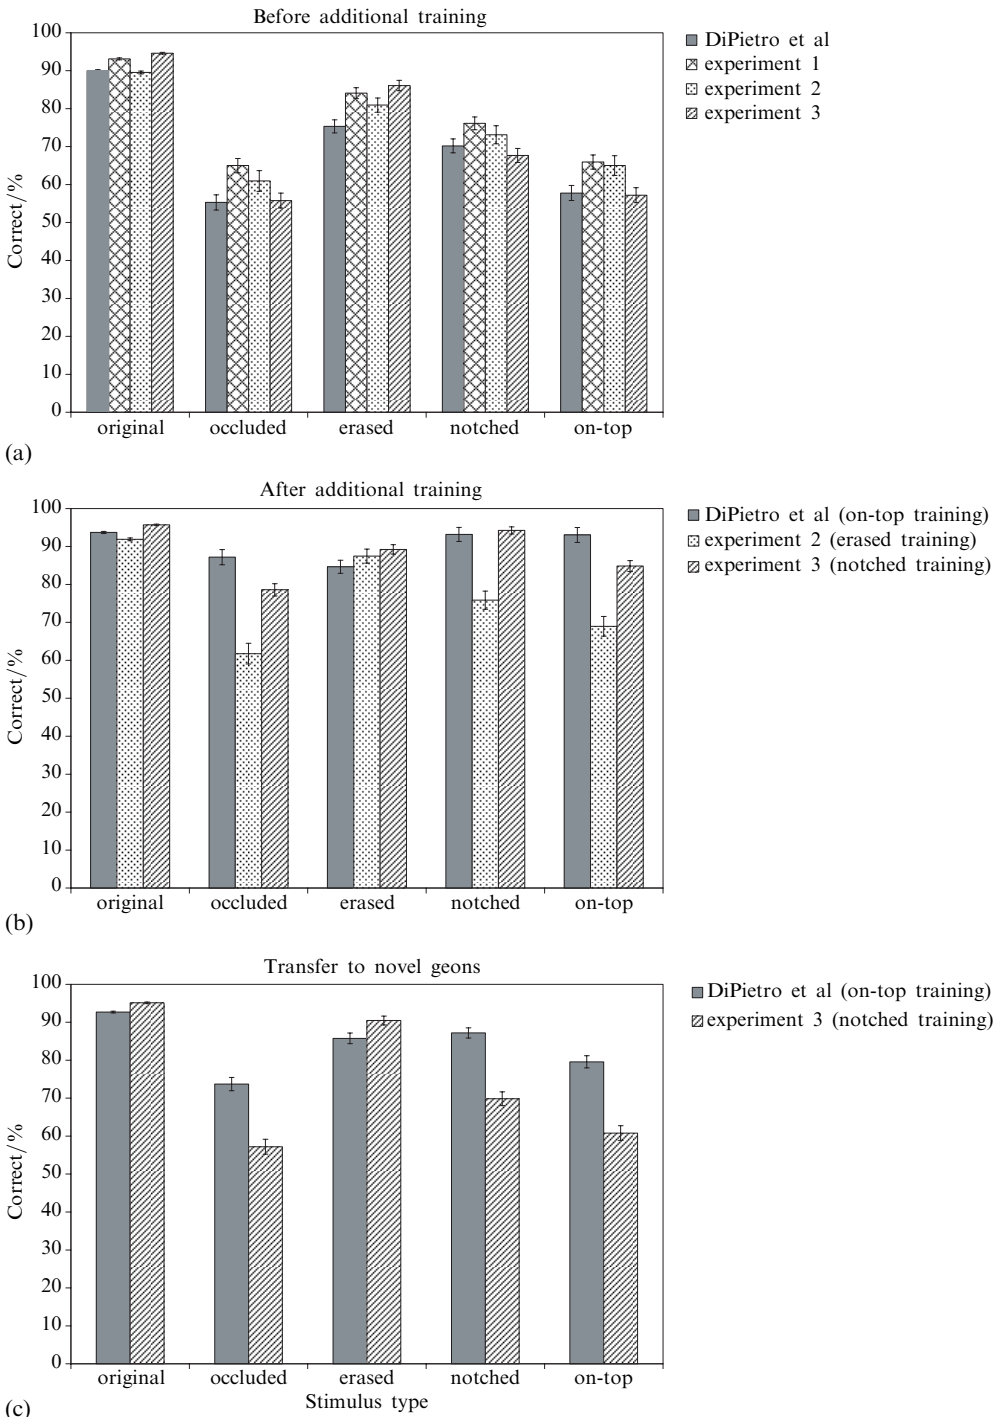 Before additional training
100
90
80
70
60
50
40
30
20
10
0
Correct/%
original occluded erased notched on-top
DiPietro et al
experiment 1
experiment 2
experiment 3
(a)
After additional training
100
90
80
70
60
50
40
30
20
10
0
Correct/%
original occluded erased notched on-top
DiPietro et al (on-top training)
experiment 2 (erased training)
experiment 3 (notched training)
(b)
Transfer to novel geons
100
90
80
70
60
50
40
30
20
10
0
Correct/%
original occluded erased notched on-top
Stimulus type
DiPietro et al (on-top training)
experiment 3 (notched training)
(c)